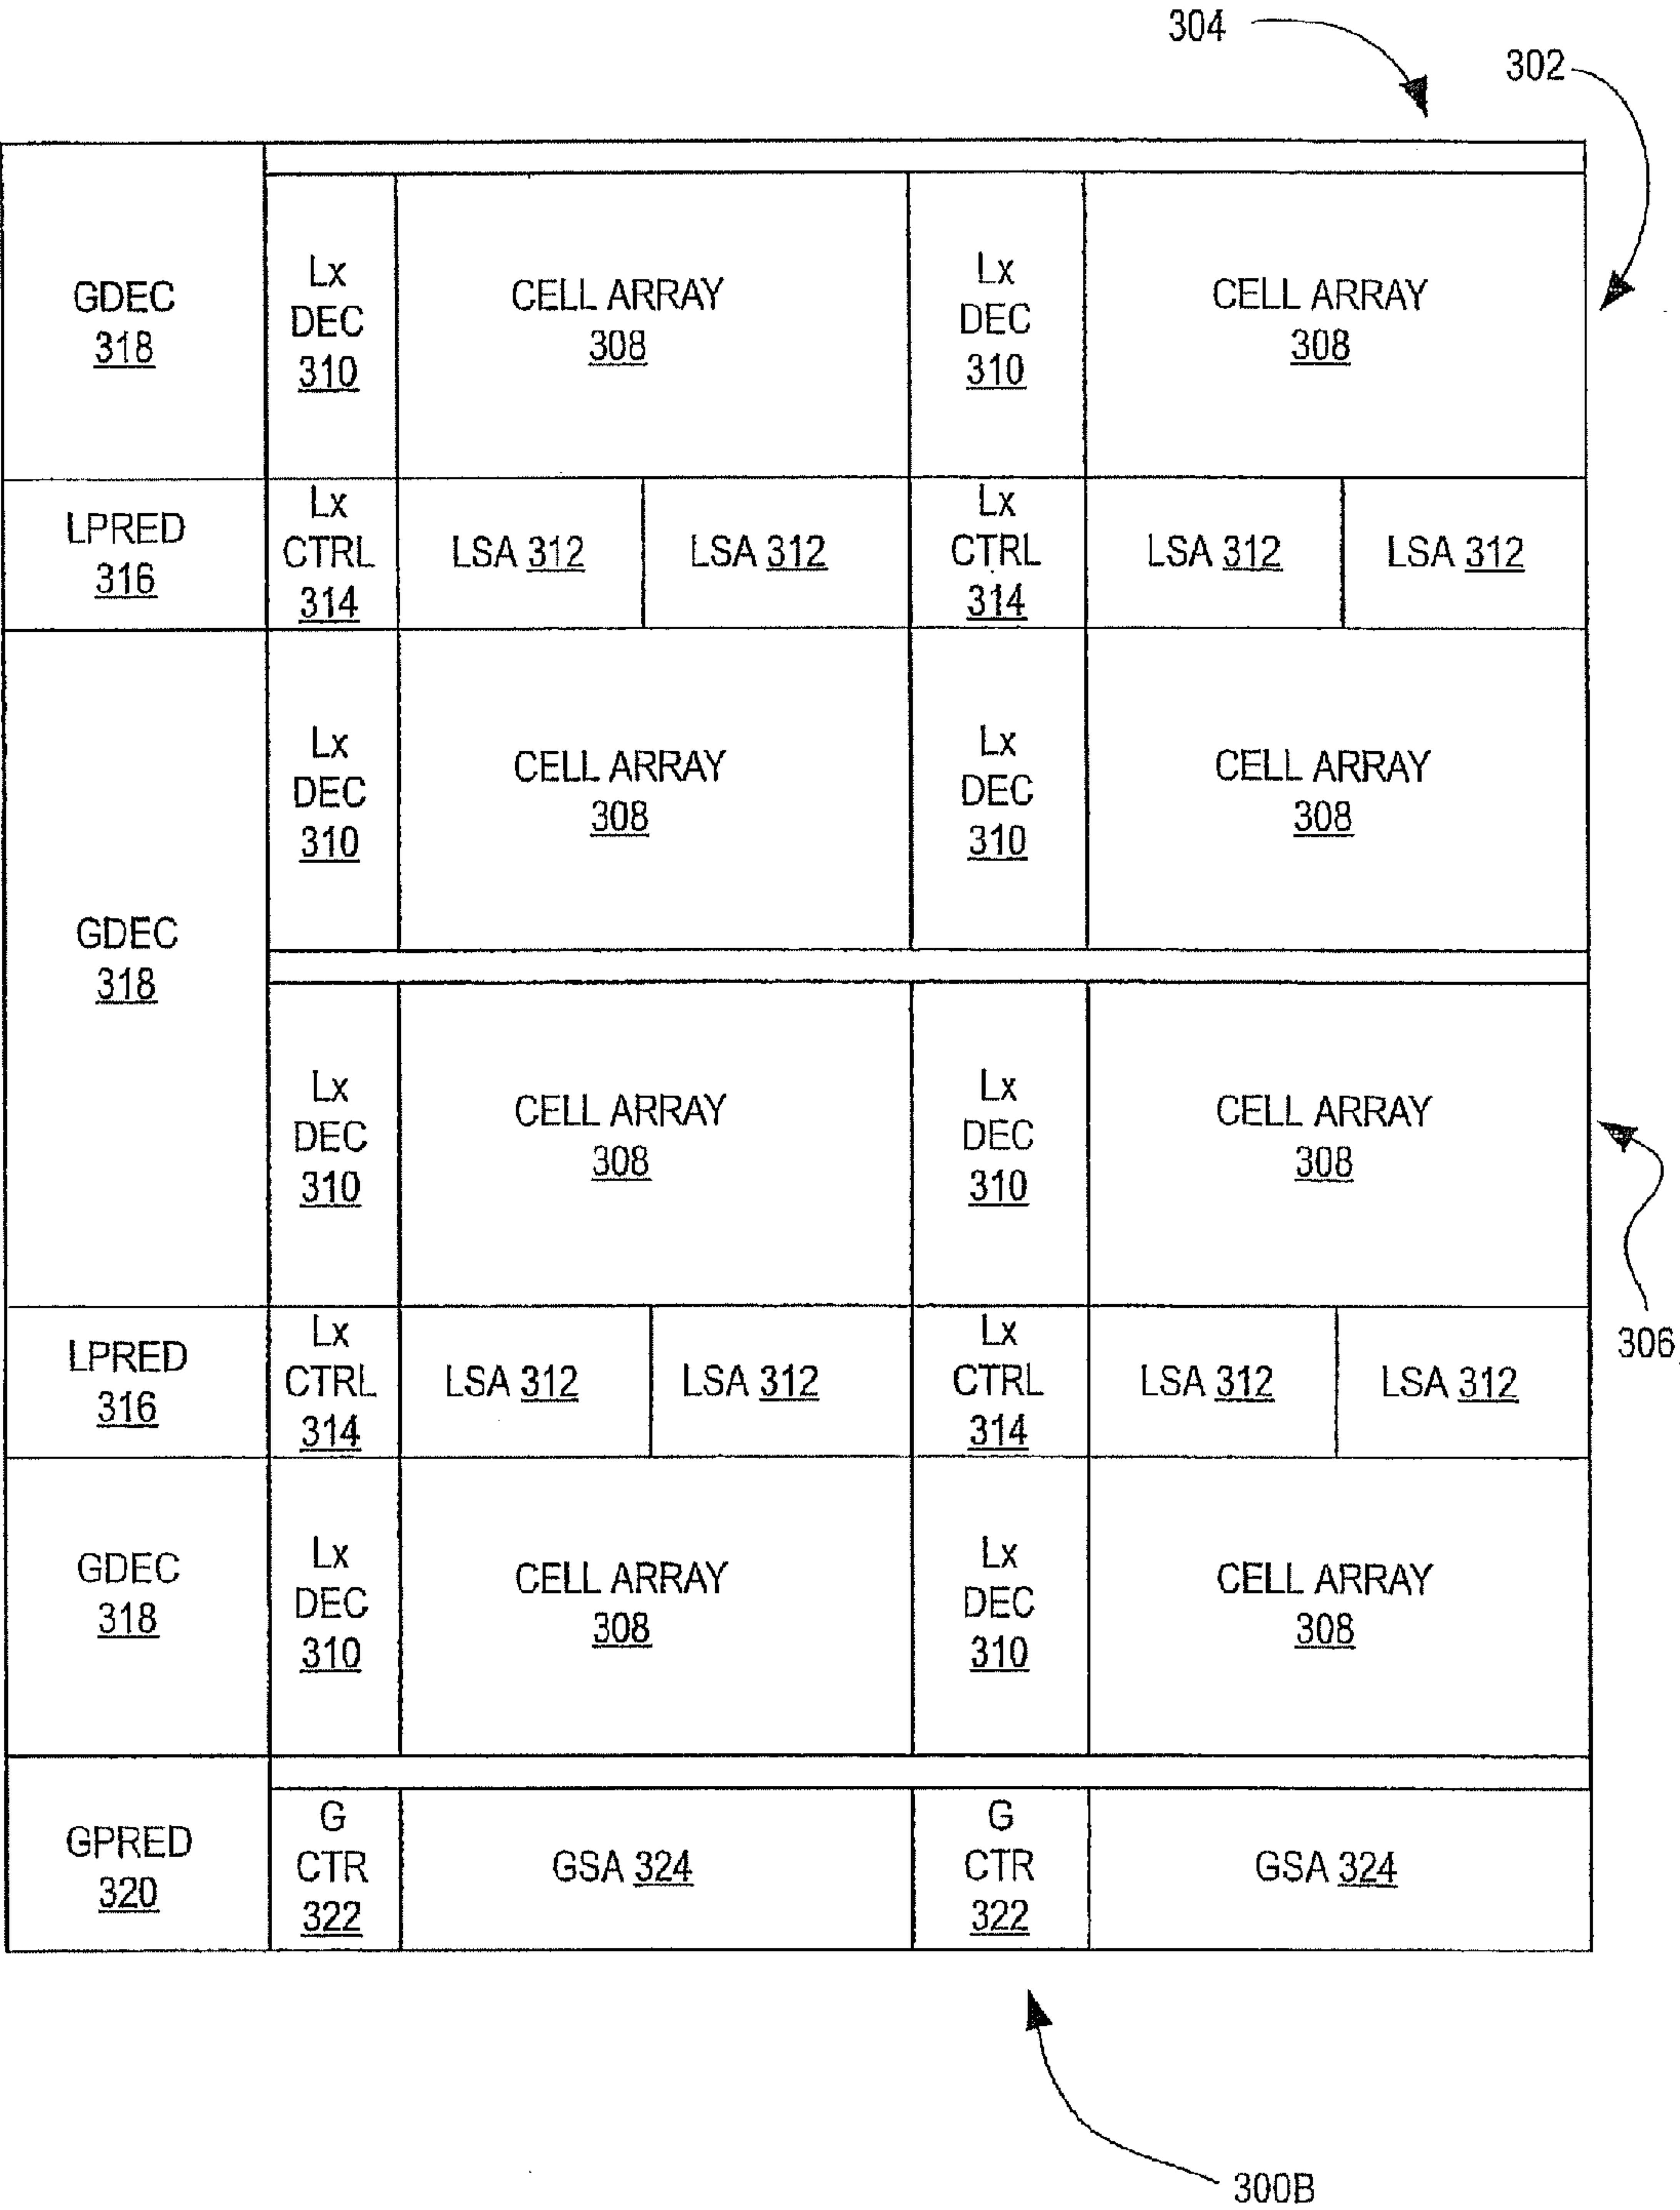 304
302
GDEC
318
Lx
DEC
310
CELL ARRAY
308
Lx
DEC
310
CELL ARRAY
308
LPRED
316
Lx
CTRL
314
LSA 312
LSA 312
Lx
CTRL
314
LSA 312
LSA 312
GDEC
318
Lx
DEC
310
CELL ARRAY
308
Lx
DEC
310
CELL ARRAY
308
Lx
DEC
310
CELL ARRAY
308
Lx
DEC
310
CELL ARRAY
308
306
LPRED
316
Lx
CTRL
314
LSA 312
LSA 312
Lx
CTRL
314
LSA 312
LSA 312
GDEC
318
Lx
DEC
310
CELL ARRAY
308
Lx
DEC
310
CELL ARRAY
308
GPRED
320
G
CTR
322
GSA 324
G
CTR
322
GSA 324
300B